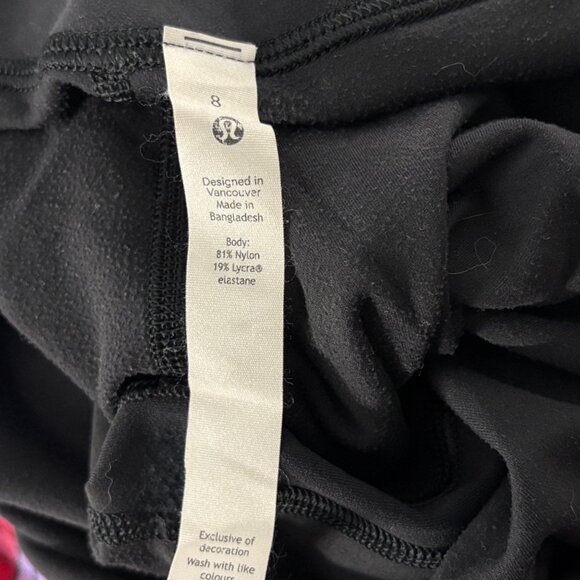 8
Designed in
Vancouver
Made in
Bangladesh
Body:
81% Nylon
19% Lycra®
elastane
Exclusive of
decoration
Wash with like
colours